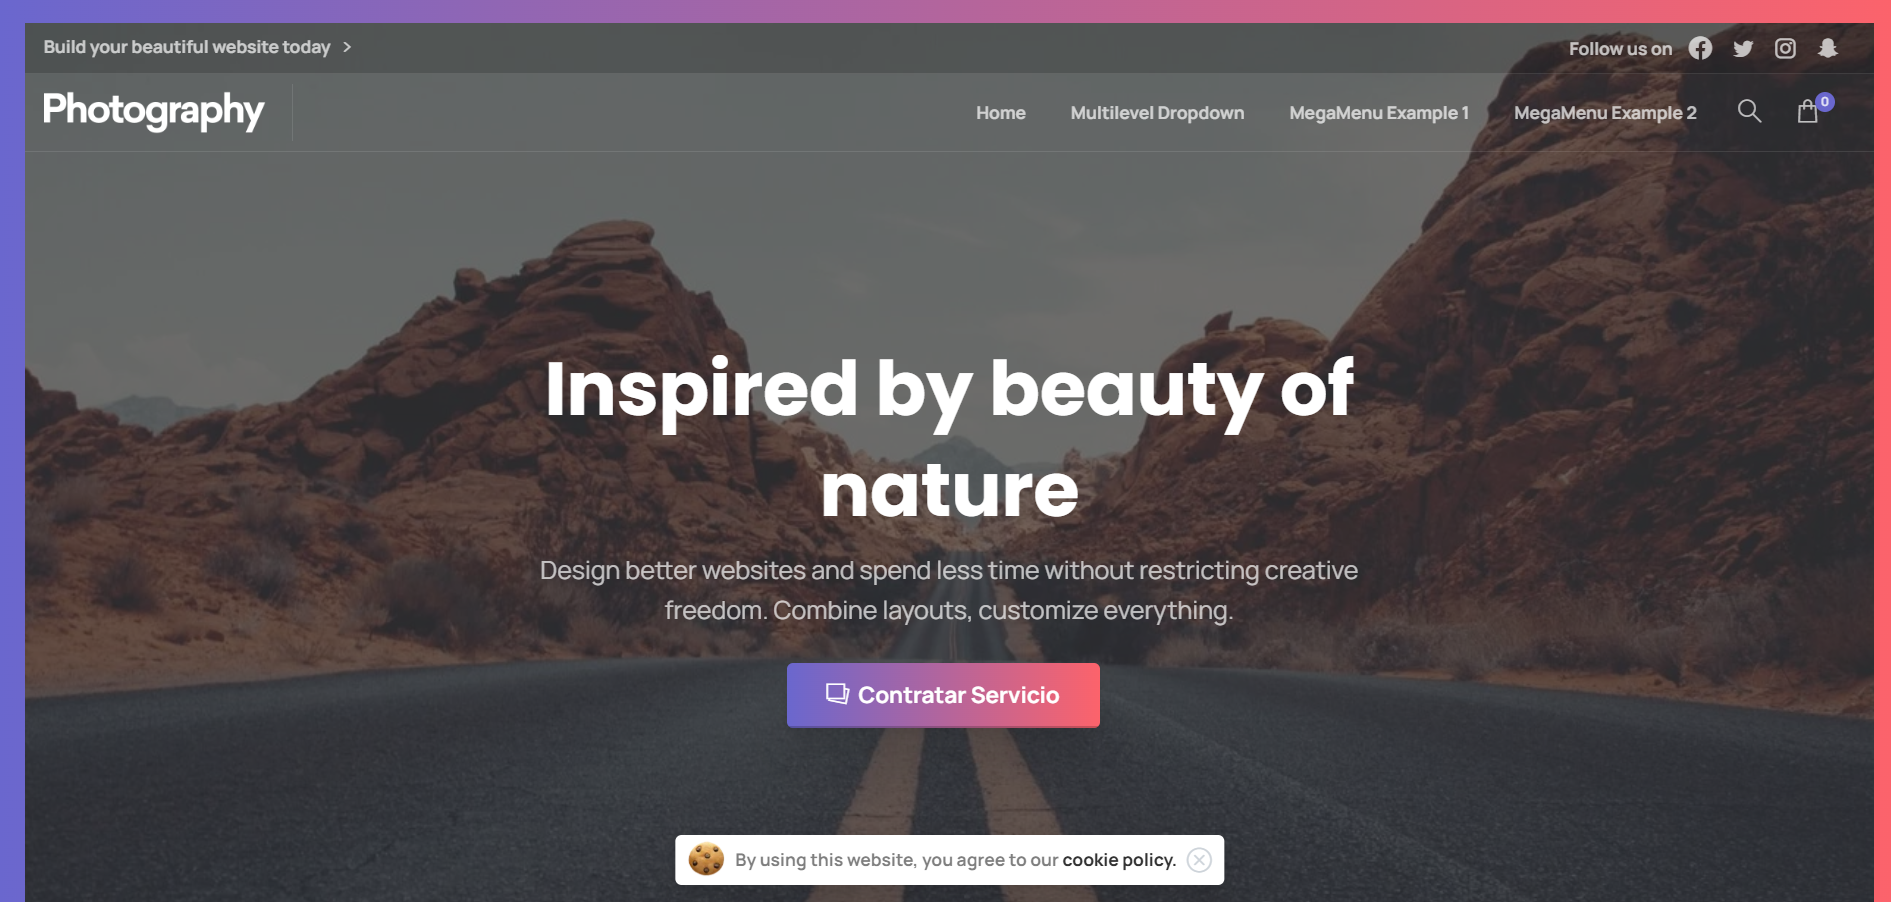 Build your beautiful website today
Follow us on
Photography
Home
Multilevel Dropdown
MegaMenu Example 1
MegaMenu Example 2
0
Inspired by beauty of
nature
Design better websites and spend less time without restricting creative
freedom. Combine layouts, customize everything.
Contratar Servicio
By using this website, you agree to our cookie policy.